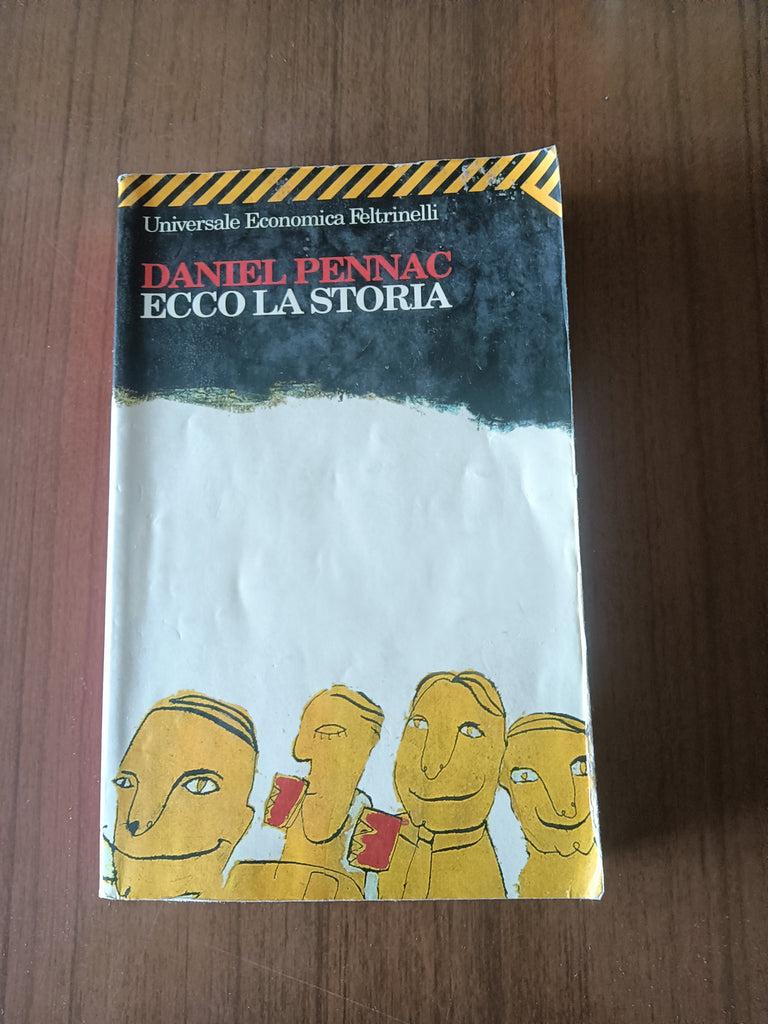 Universale Economica Feltrinelli
DANIEL PENNAC
ECCO LA STORIA